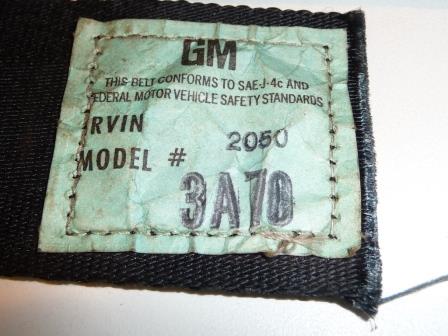 GM
THIS BELT CONFORMS TO SAE-J-4c AND
FEDERAL MOTOR VEHICLE SAFETY STANDARDS
RVIN 2050
MODEL #
3A70